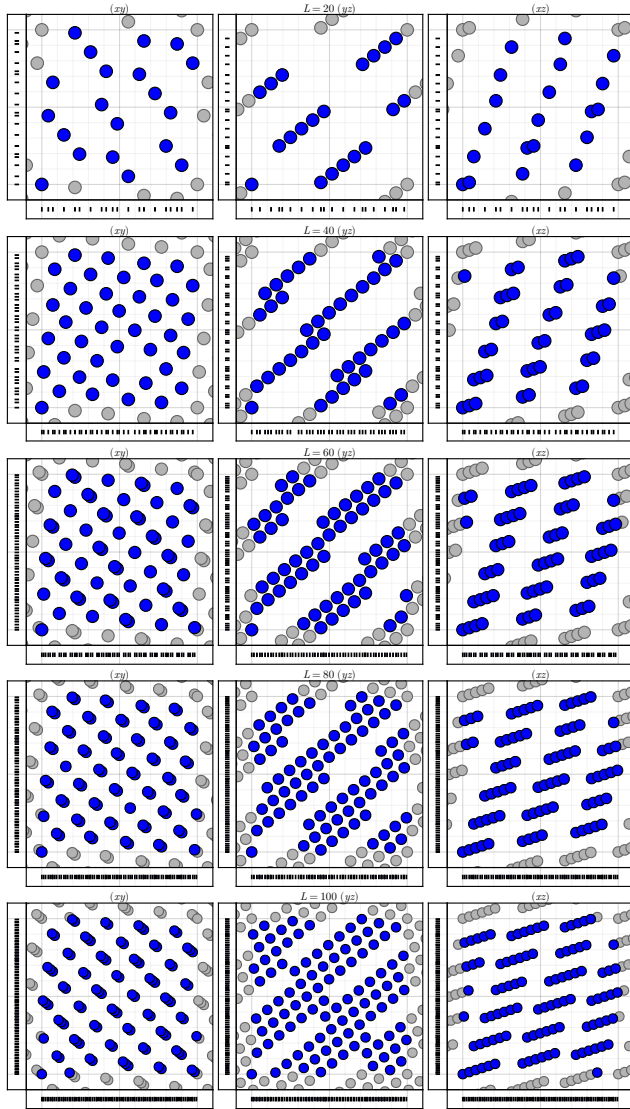 (xy) L = 20 (yz) (xz)
(xy) L = 40 (yz) (xz)
(xy) L = 60 (yz) (xz)
(xy) L = 80 (yz) (xz)
(xy) L = 100 (yz) (xz)